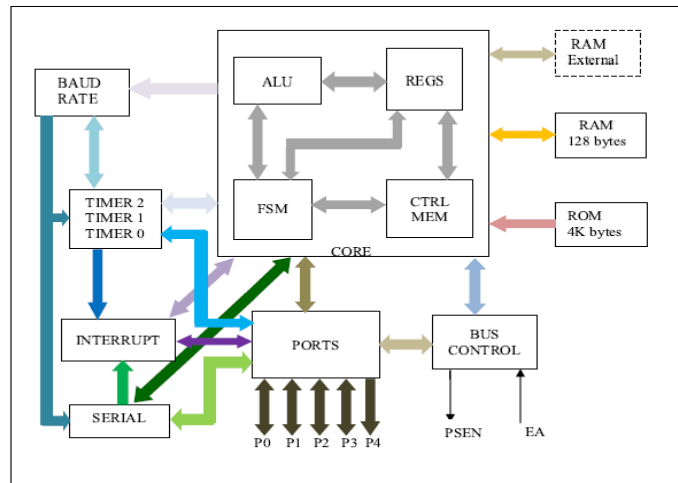 RAM
External
BAUD
RATE
ALU
REGS
RAM
128 bytes
TIMER 2
TIMER 1
TIMER 0
FSM
CTRL
MEM
ROM
4K bytes
CORE
INTERRUPT
PORTS
BUS
CONTROL
SERIAL
P0 P1 P2 P3 P4
PSEN
EA